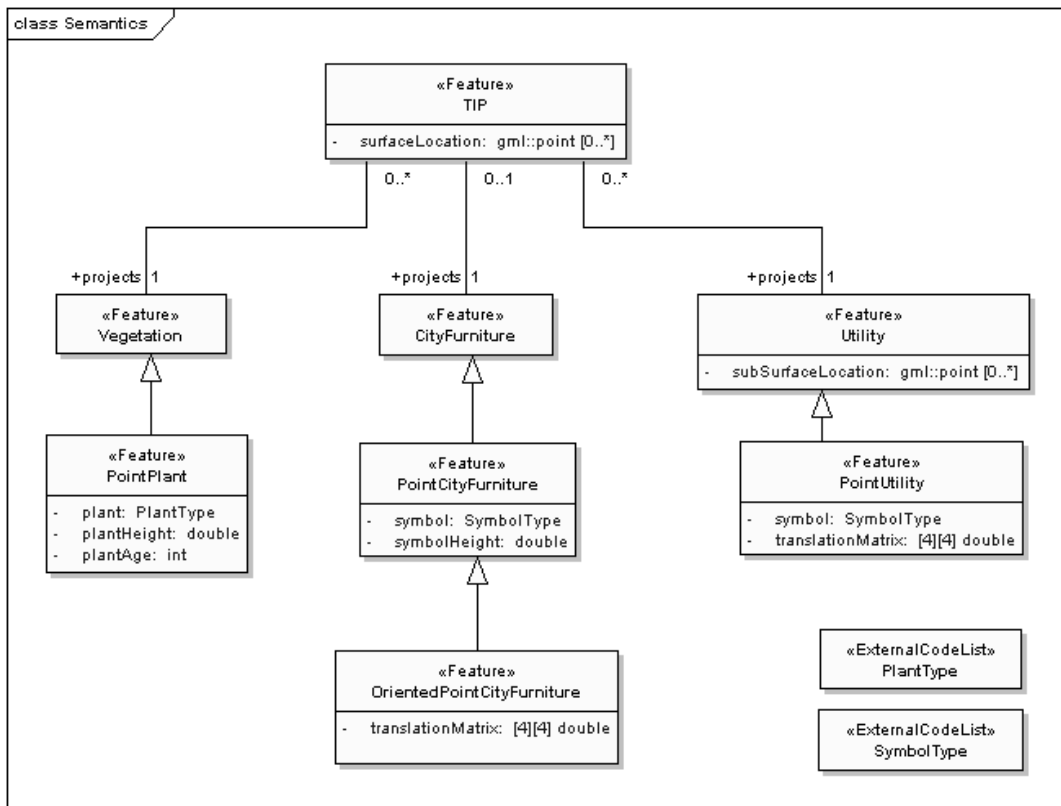 class Semantics
«Feature»
TIP
- surfaceLocation: gml::point [0..*]
0..*
0..1
0..*
+projects 1
+projects 1
+projects 1
«Feature»
Vegetation
«Feature»
CityFurniture
«Feature»
Utility
- subSurfaceLocation: gml::point [0..*]
«Feature»
PointPlant
- plant: PlantType
- plantHeight: double
- plantAge: int
«Feature»
PointCityFurniture
- symbol: SymbolType
- symbolHeight: double
«Feature»
PointUtility
- symbol: SymbolType
- translationMatrix: [4][4] double
«Feature»
OrientedPointCityFurniture
- translationMatrix: [4][4] double
«ExternalCodeList»
PlantType
«ExternalCodeList»
SymbolType